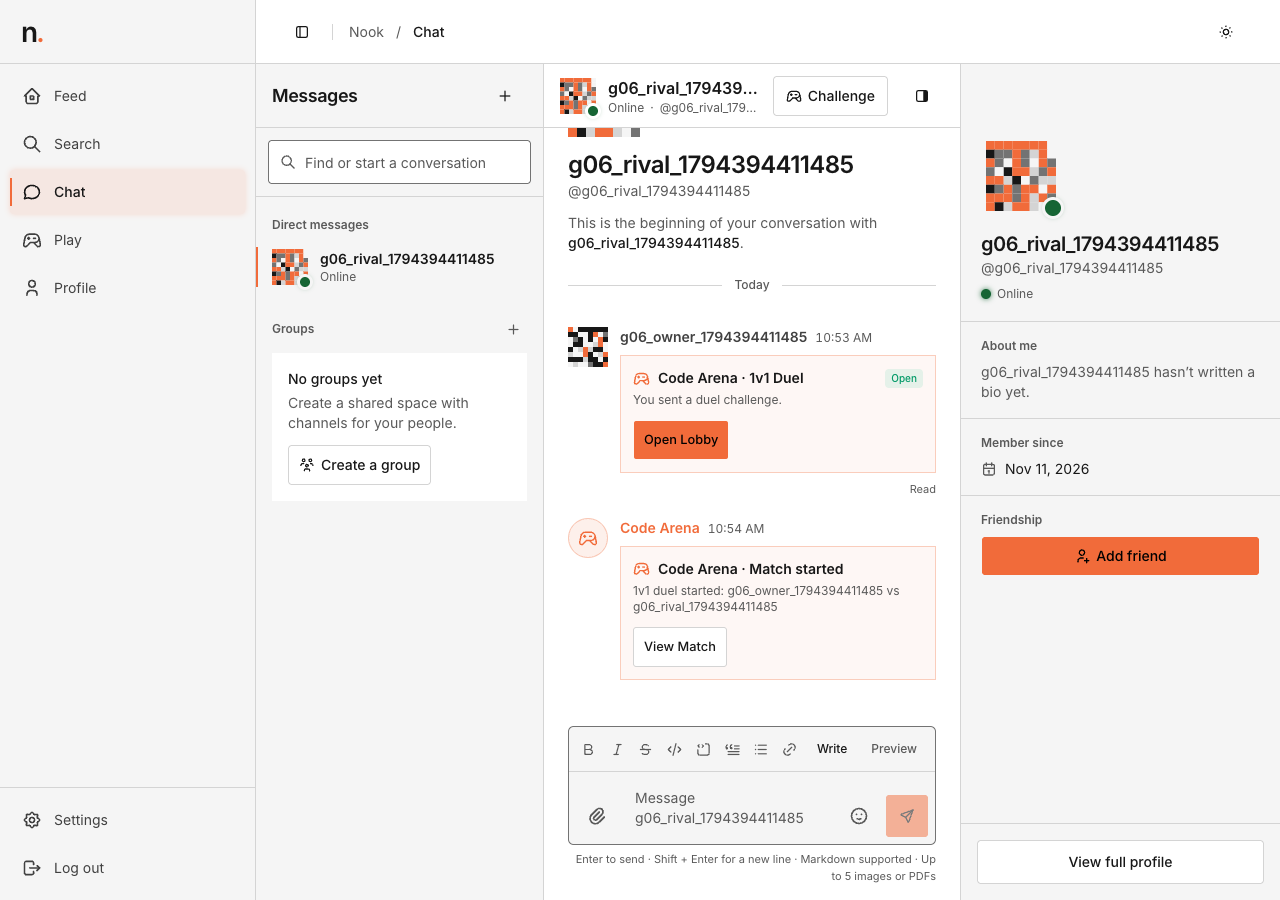 n.
Nook / Chat
Feed
Search
Chat
Play
Profile
Settings
Log out
Messages
Find or start a conversation
Direct messages
g06_rival_1794394411485
Online
Groups
No groups yet
Create a shared space with
channels for your people.
Create a group
g06_rival_179439...
Online · @g06_rival_179...
Challenge
g06_rival_1794394411485
@g06_rival_1794394411485
This is the beginning of your conversation with
g06_rival_1794394411485.
Today
g06_owner_1794394411485 10:53 AM
Code Arena · 1v1 Duel
Open
You sent a duel challenge.
Open Lobby
Read
Code Arena 10:54 AM
Code Arena · Match started
1v1 duel started: g06_owner_1794394411485 vs
g06_rival_1794394411485
View Match
Write
Preview
Message
g06_rival_1794394411485
Enter to send · Shift + Enter for a new line · Markdown supported · Up
to 5 images or PDFs
g06_rival_1794394411485
@g06_rival_1794394411485
Online
About me
g06_rival_1794394411485 hasn't written a
bio yet.
Member since
Nov 11, 2026
Friendship
Add friend
View full profile